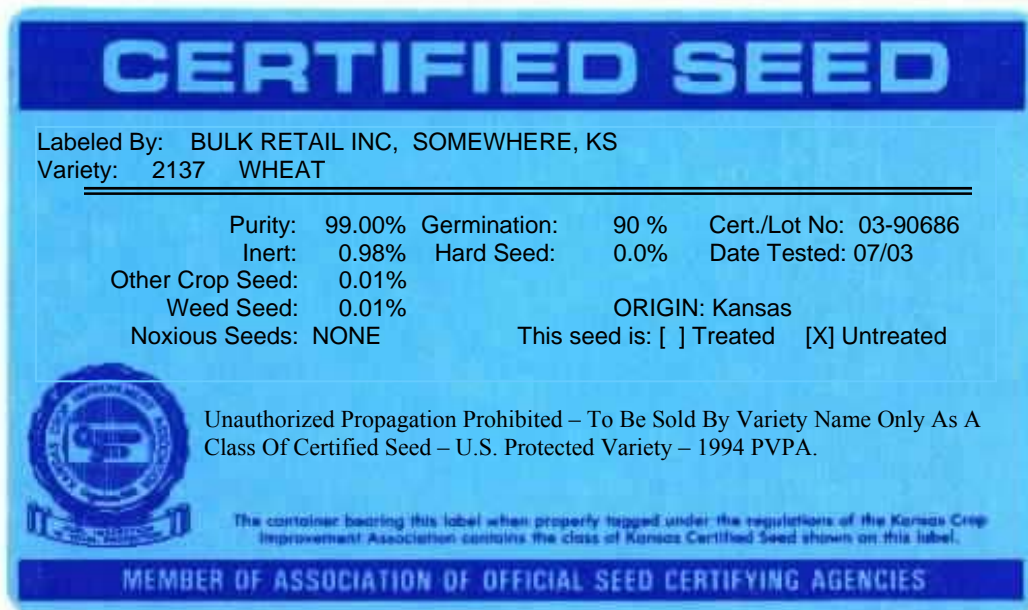 CERTIFIED SEED
Labeled By: BULK RETAIL INC, SOMEWHERE, KS
Variety: 2137 WHEAT
Purity: 99.00% Germination: 90 % Cert./Lot No: 03-90686
Inert: 0.98% Hard Seed: 0.0% Date Tested: 07/03
Other Crop Seed: 0.01%
Weed Seed: 0.01% ORIGIN: Kansas
Noxious Seeds: NONE This seed is: [ ] Treated [X] Untreated
Unauthorized Propagation Prohibited – To Be Sold By Variety Name Only As A
Class Of Certified Seed – U.S. Protected Variety – 1994 PVPA.
The container bearing this label when properly tagged under the regulations of the Kansas Crop
Improvement Association contains the class of Kansas Certified Seed shown on this label.
KANSAS CROP IMPROVEMENT ASSOCIATION
MEMBER OF ASSOCIATION OF OFFICIAL SEED CERTIFYING AGENCIES